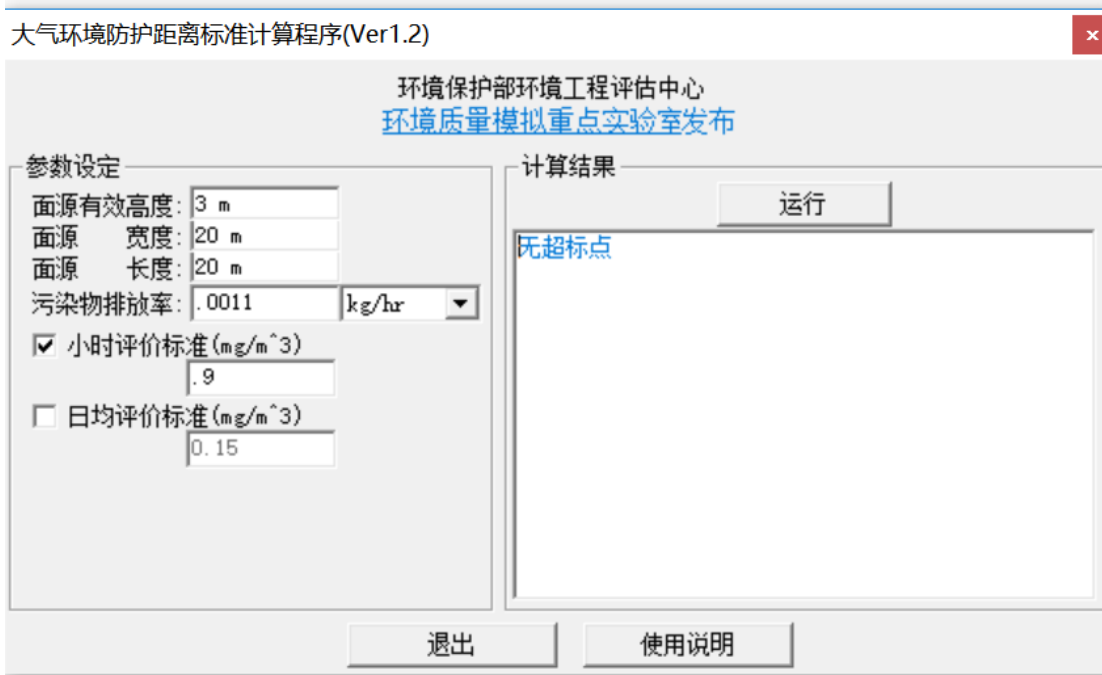 大气环境防护距离标准计算程序(Ver1.2)
x
环境保护部环境工程评估中心
环境质量模拟重点实验室发布
参数设定
面源有效高度: 3 m
面源 宽度: 20 m
面源 长度: 20 m
污染物排放率: .0011 kg/hr
小时评价标准(mg/m^3)
.9
日均评价标准(mg/m^3)
0.15
计算结果
运行
无超标点
退出 使用说明